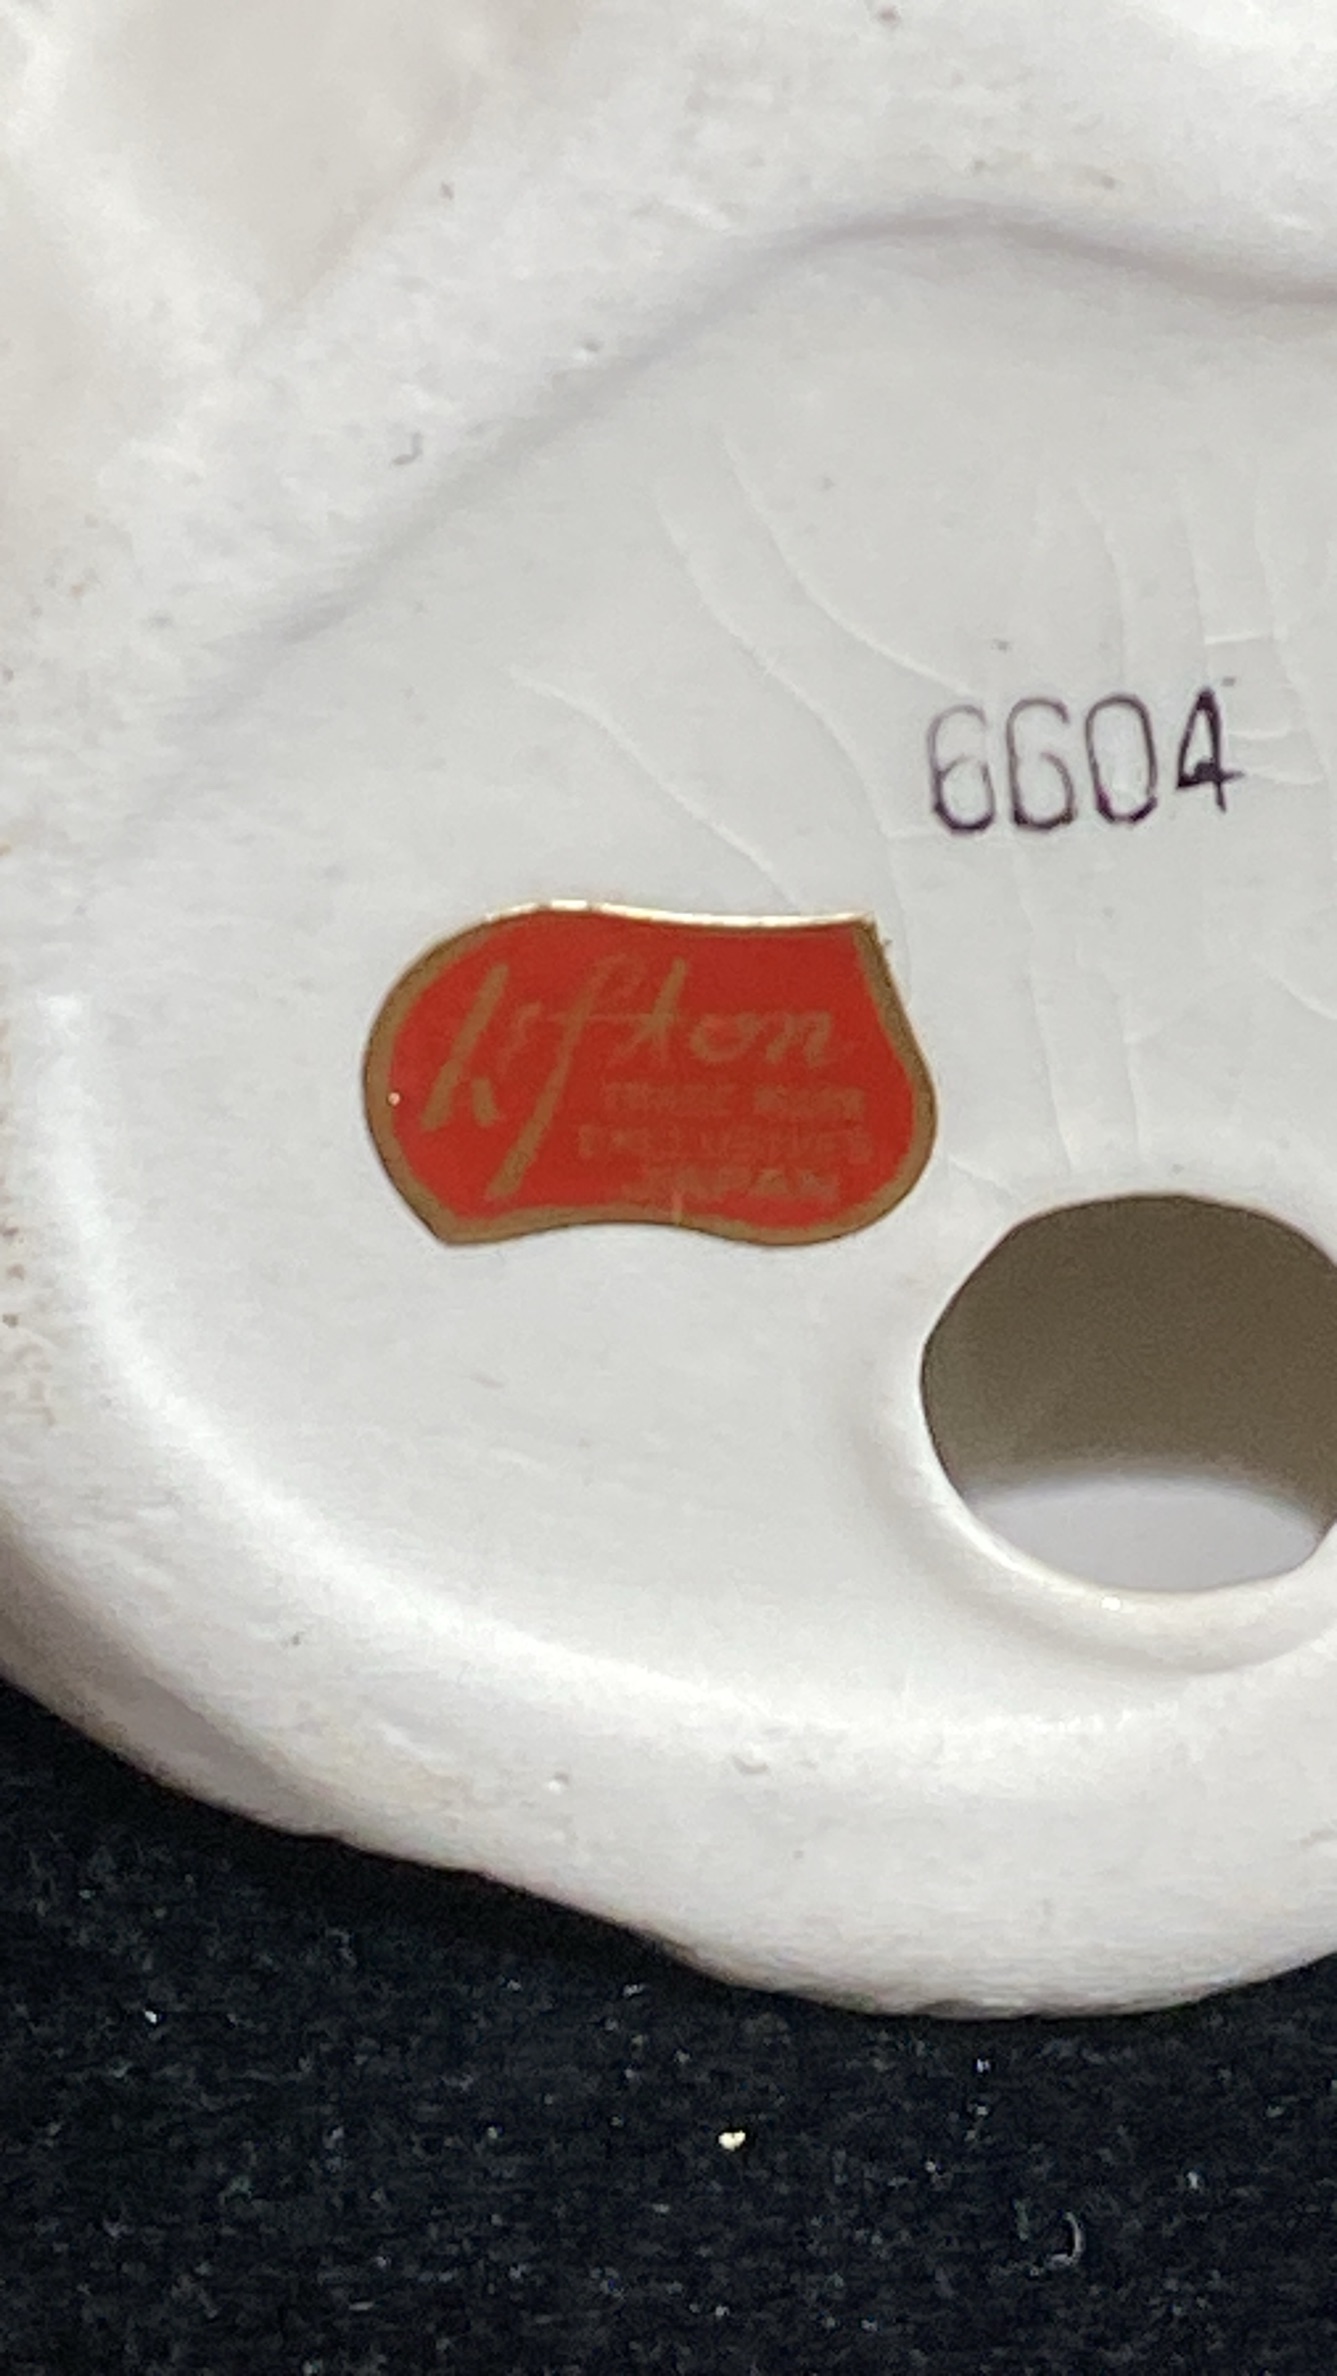 6604
Lefton
TRADE MARK
EXCLUSIVES
JAPAN